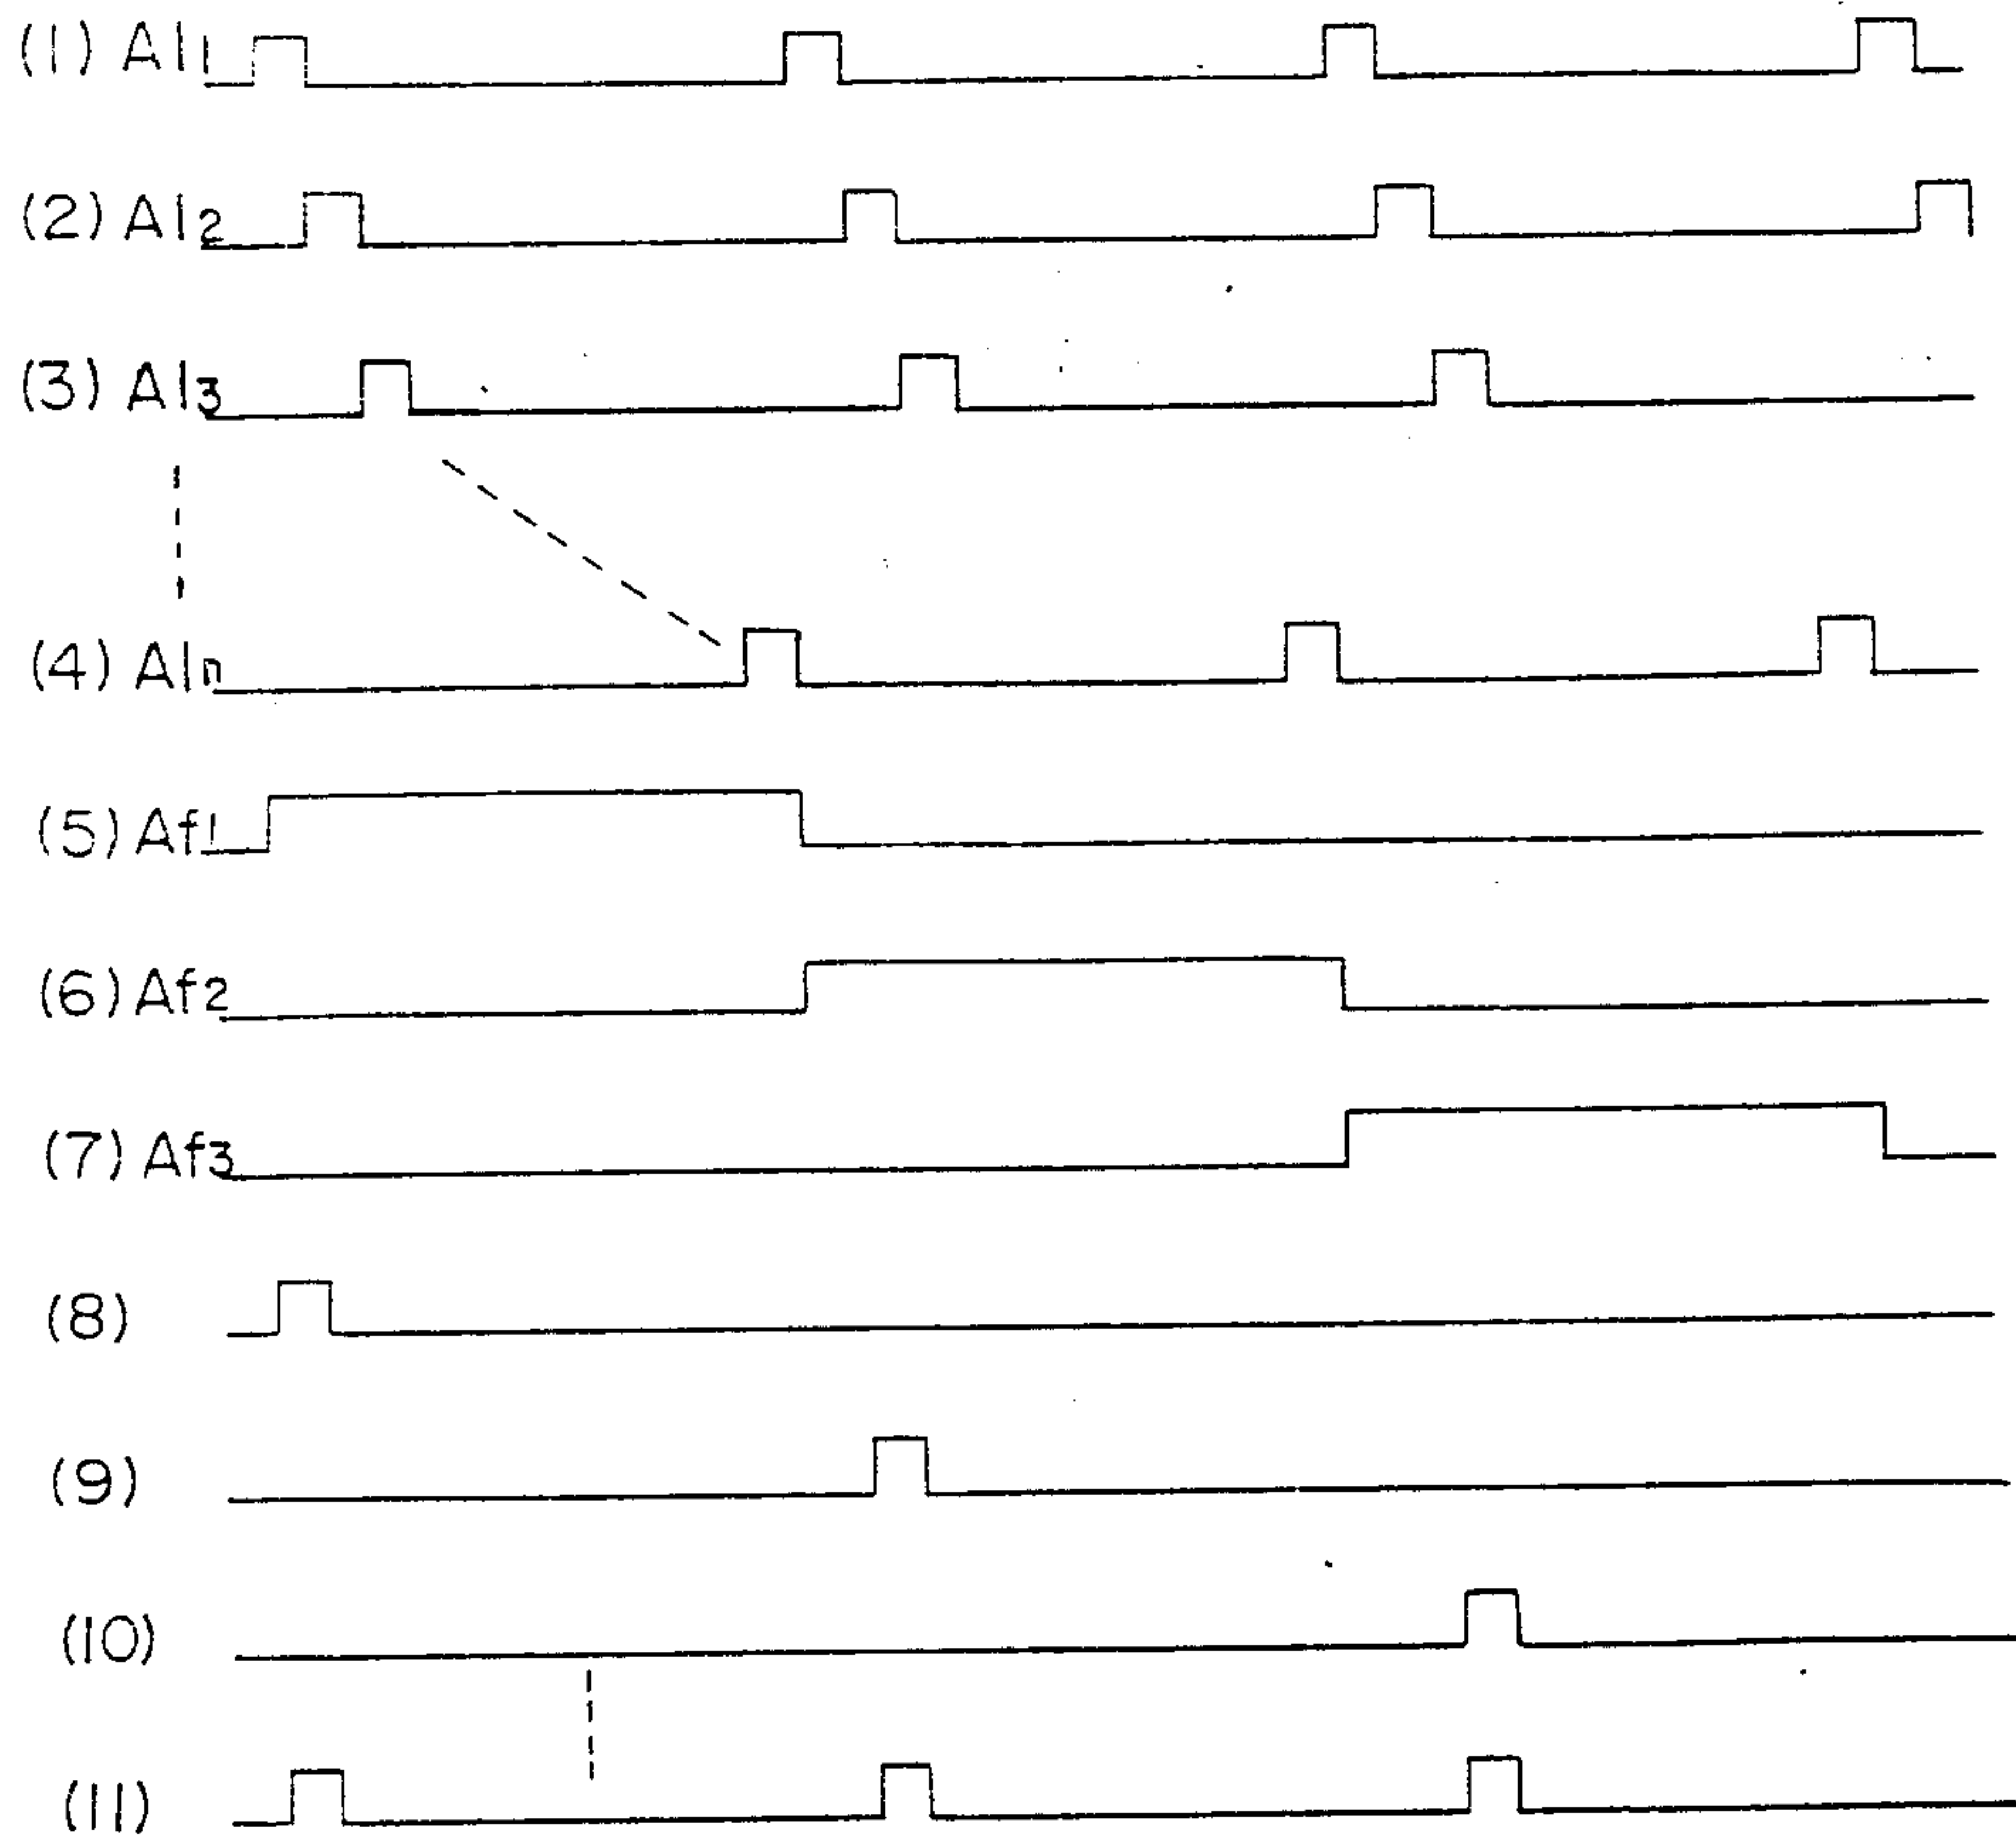 (1) Al1
(2) Al2
(3) Al3
(4) Aln
(5) Af1
(6) Af2
(7) Af3
(8)
(9)
(10)
(11)